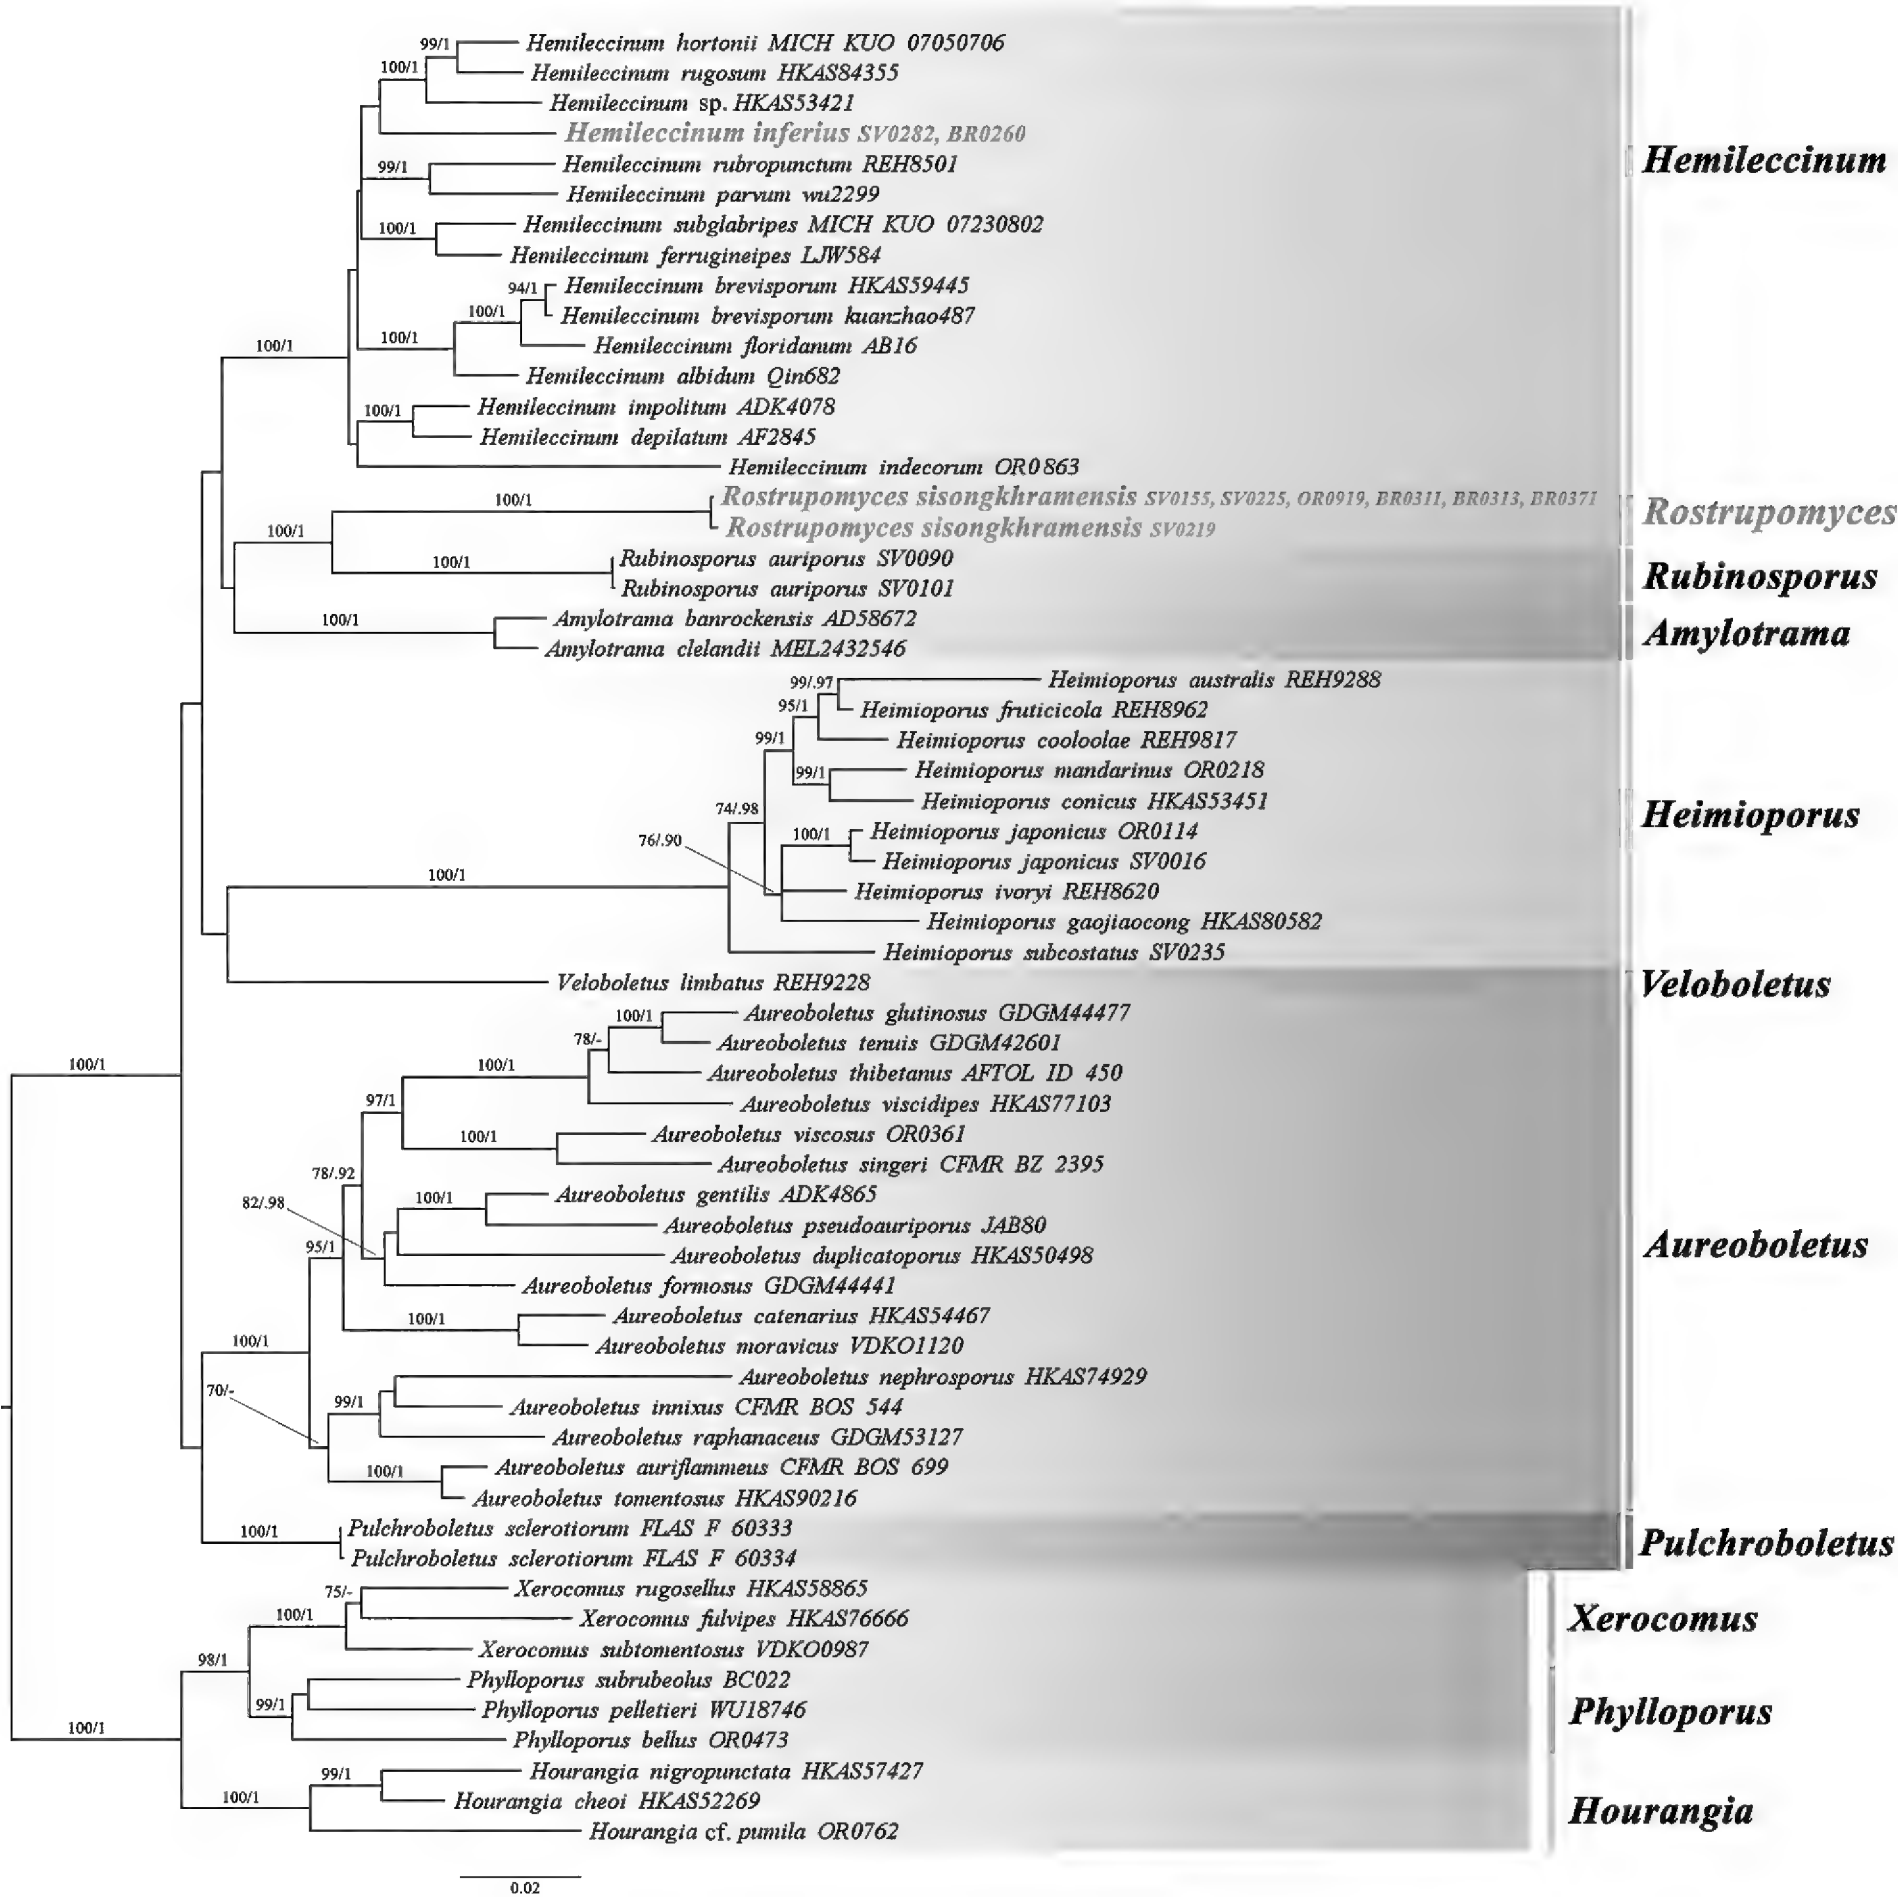 99/1
Hemileccinum hortonii MICH KUO 07050706
100/1
Hemileccinum rugosum HKAS84355
Hemileccinum sp. HKAS53421
Hemileccinum inferius SV0282, BR0260
Hemileccinum
99/1
Hemileccinum rubropunctum REH8501
Hemileccinum parvum wu2299
Hemileccinum subglabripes MICH KUO 07230802
100/1
Hemileccinum ferrugineipes LJW584
94/1
Hemileccinum brevisporum HKAS59445
100/1
Hemileccinum brevisporum kuanzhao487
100/1
100/1
Hemileccinum floridanum AB16
Hemileccinum albidum Qin682
100/1
Hemileccinum impolitum ADK4078
Hemileccinum depilatum AF2845
Hemileccinum indecorum OR0863
100/1
Rostrupomyces sisongkhramensis SV0155, SV0225, OR0919, BR0311, BR0313, BR0371
Rostrupomyces
100/1
Rostrupomyces sisongkhramensis SV0219
100/1
Rubinosporus auriporus SV0090
Rubinosporus
Rubinosporus auriporus SV0101
100/1
Amylotrama banrockensis AD58672
Amylotrama
Amylotrama clelandii MEL2432546
99/.97
Heimioporus australis REH9288
95/1
Heimioporus fruticicola REH8962
99/1
Heimioporus cooloolae REH9817
99/1
Heimioporus mandarinus OR0218
Heimioporus conicus HKAS53451
74/.98
Heimioporus
76/.90
100/1
Heimioporus japonicus OR0114
Heimioporus japonicus SV0016
100/1
Heimioporus ivoryi REH8620
Heimioporus gaojiaocong HKAS80582
Heimioporus subcostatus SV0235
Veloboletus limbatus REH9228
Veloboletus
100/1
Aureoboletus glutinosus GDGM44477
78/-
Aureoboletus tenuis GDGM42601
100/1
100/1
Aureoboletus thibetanus AFTOL ID 450
97/1
Aureoboletus viscidipes HKAS77103
100/1
Aureoboletus viscosus OR0361
Aureoboletus singeri CFMR BZ 2395
78/.92
82/.98
100/1
Aureoboletus gentilis ADK4865
Aureoboletus pseudoauriporus JAB80
95/1
Aureoboletus duplicatoporus HKAS50498
Aureoboletus
Aureoboletus formosus GDGM44441
100/1
Aureoboletus catenarius HKAS54467
100/1
Aureoboletus moravicus VDKO1120
70/-
Aureoboletus nephrosporus HKAS74929
99/1
Aureoboletus innixus CFMR BOS 544
Aureoboletus raphanaceus GDGM53127
100/1
Aureoboletus auriflammeus CFMR BOS 699
Aureoboletus tomentosus HKAS90216
100/1
Pulchroboletus sclerotiorum FLAS F 60333
Pulchroboletus
Pulchroboletus sclerotiorum FLAS F 60334
75/-
Xerocomus rugosellus HKAS58865
100/1
Xerocomus fulvipes HKAS76666
Xerocomus
98/1
Xerocomus subtomentosus VDKO0987
Phylloporus subrubeolus BC022
99/1
Phylloporus pelletieri WU18746
Phylloporus
100/1
Phylloporus bellus OR0473
99/1
Hourangia nigropunctata HKAS57427
100/1
Hourangia cheoi HKAS52269
Hourangia
Hourangia cf. pumila OR0762
0.02